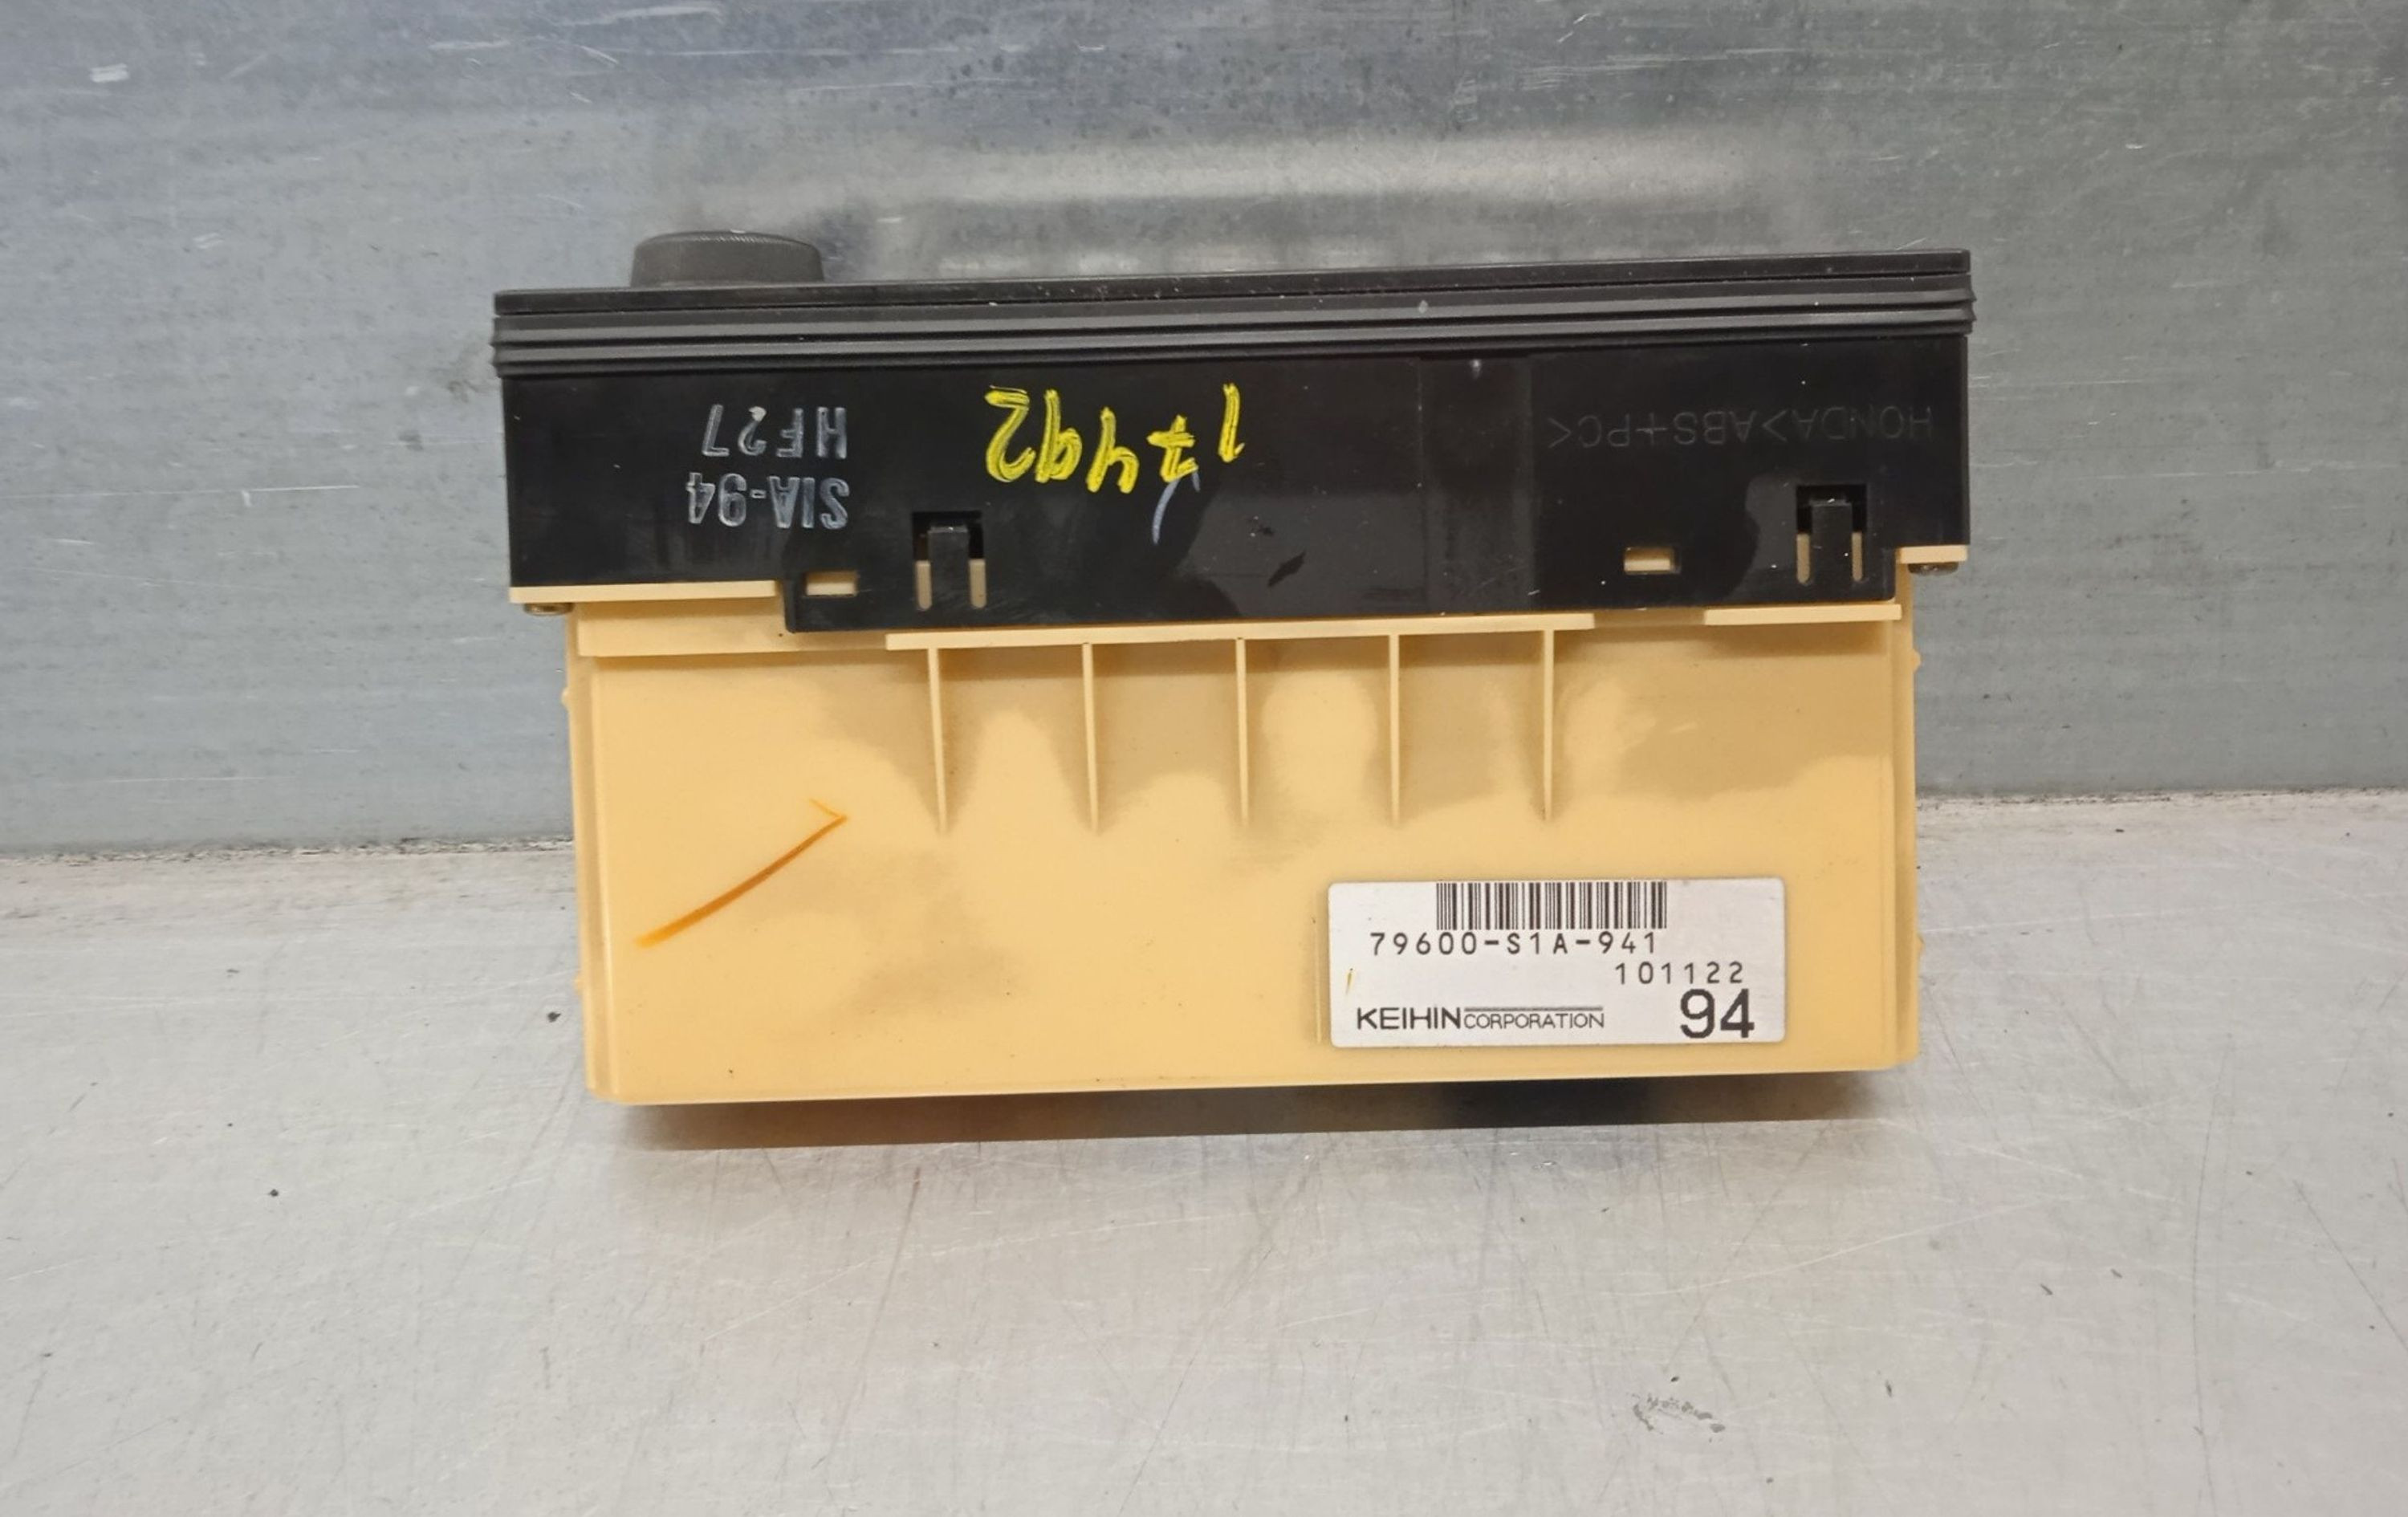 HONDA>ABS+PC<
17492
SIA-94
HF27
79600-S1A-941
101122
KEIHIN CORPORATION 94